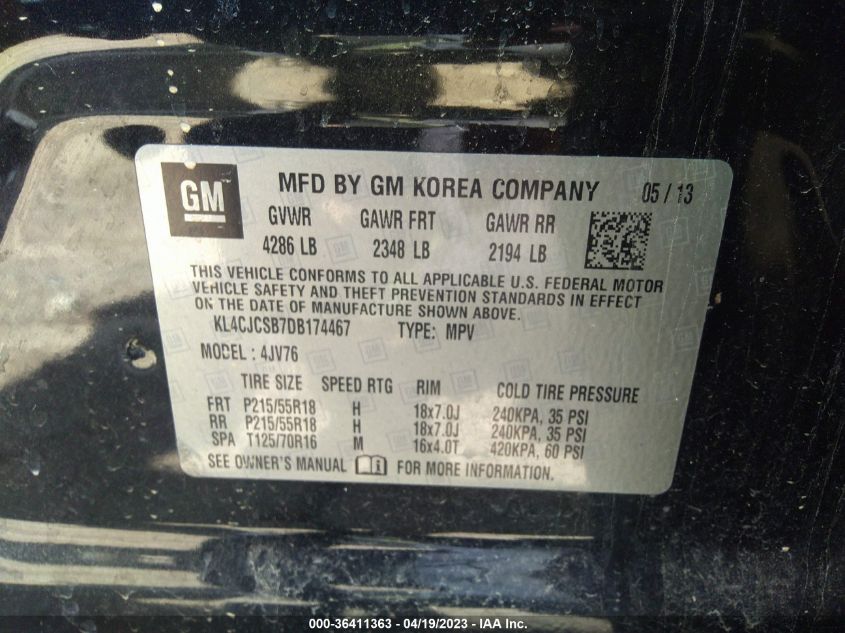 GM
MFD BY GM KOREA COMPANY 05 / 13
GVWR GAWR FRT GAWR RR
4286 LB 2348 LB 2194 LB
THIS VEHICLE CONFORMS TO ALL APPLICABLE U.S. FEDERAL MOTOR
VEHICLE SAFETY AND THEFT PREVENTION STANDARDS IN EFFECT
ON THE DATE OF MANUFACTURE SHOWN ABOVE.
KL4CJCSB7DB174467 TYPE: MPV
MODEL : 4JV76
TIRE SIZE SPEED RTG RIM COLD TIRE PRESSURE
FRT P215/55R18 H 18x7.0J 240KPA, 35 PSI
RR P215/55R18 H 18x7.0J 240KPA, 35 PSI
SPA T125/70R16 M 16x4.0T 420KPA, 60 PSI
SEE OWNER'S MANUAL FOR MORE INFORMATION.
000-36411363 - 04/19/2023 - IAA Inc.